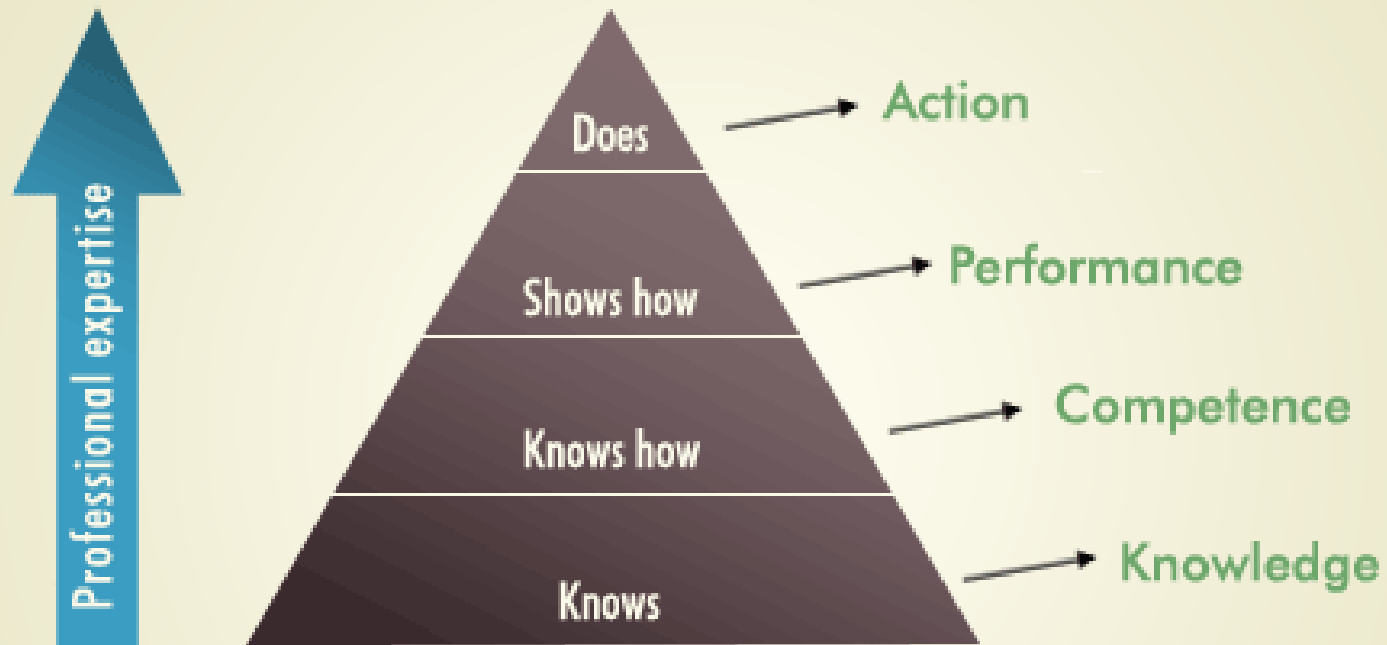 Professional expertise
Does
Action
Shows how
Performance
Knows how
Competence
Knows
Knowledge